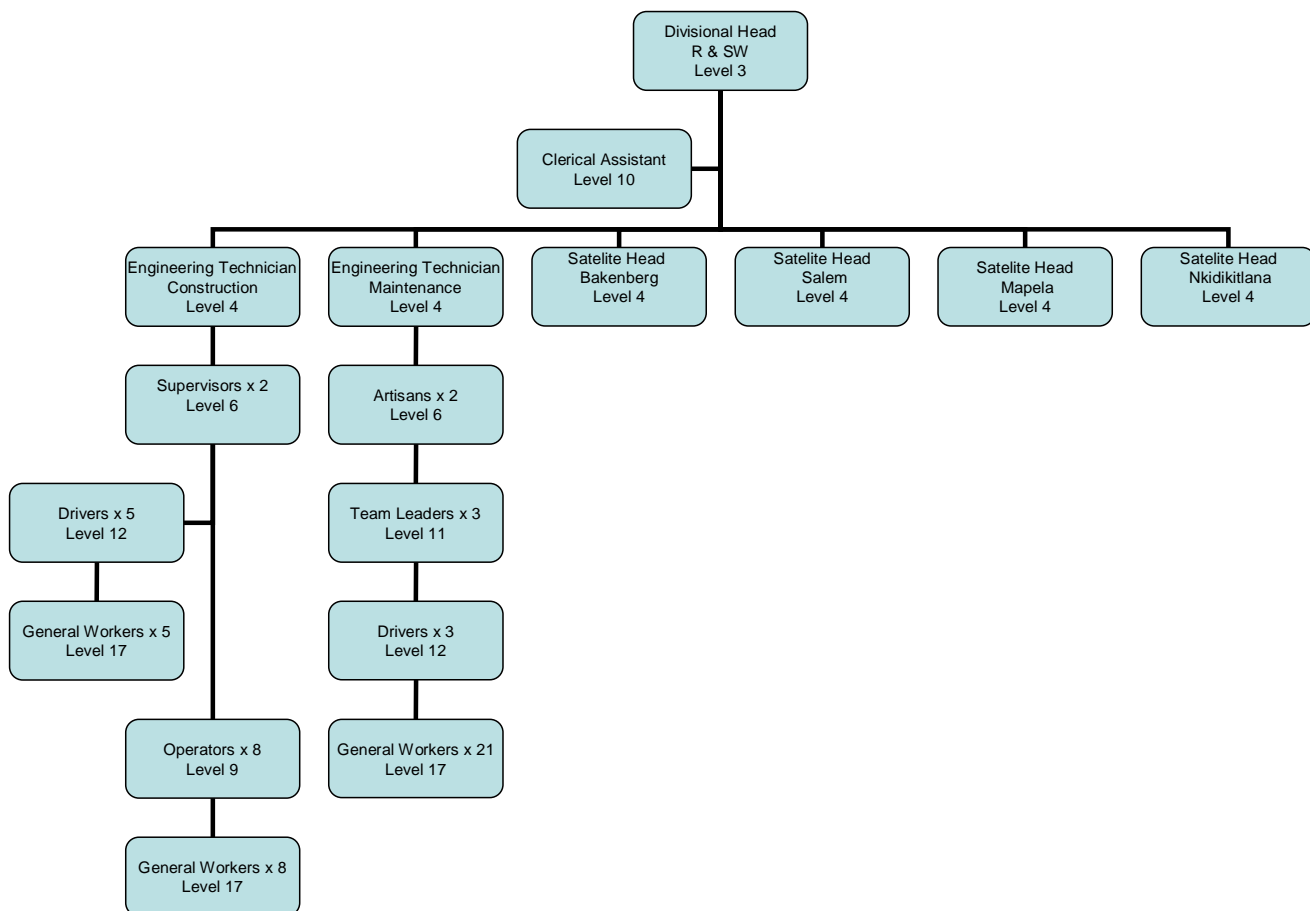 Divisional Head
R & SW
Level 3
Clerical Assistant
Level 10
Engineering Technician
Construction
Level 4
Engineering Technician
Maintenance
Level 4
Satelite Head
Bakenberg
Level 4
Satelite Head
Salem
Level 4
Satelite Head
Mapela
Level 4
Satelite Head
Nkidikitlana
Level 4
Supervisors x 2
Level 6
Artisans x 2
Level 6
Drivers x 5
Level 12
Team Leaders x 3
Level 11
General Workers x 5
Level 17
Drivers x 3
Level 12
Operators x 8
Level 9
General Workers x 21
Level 17
General Workers x 8
Level 17